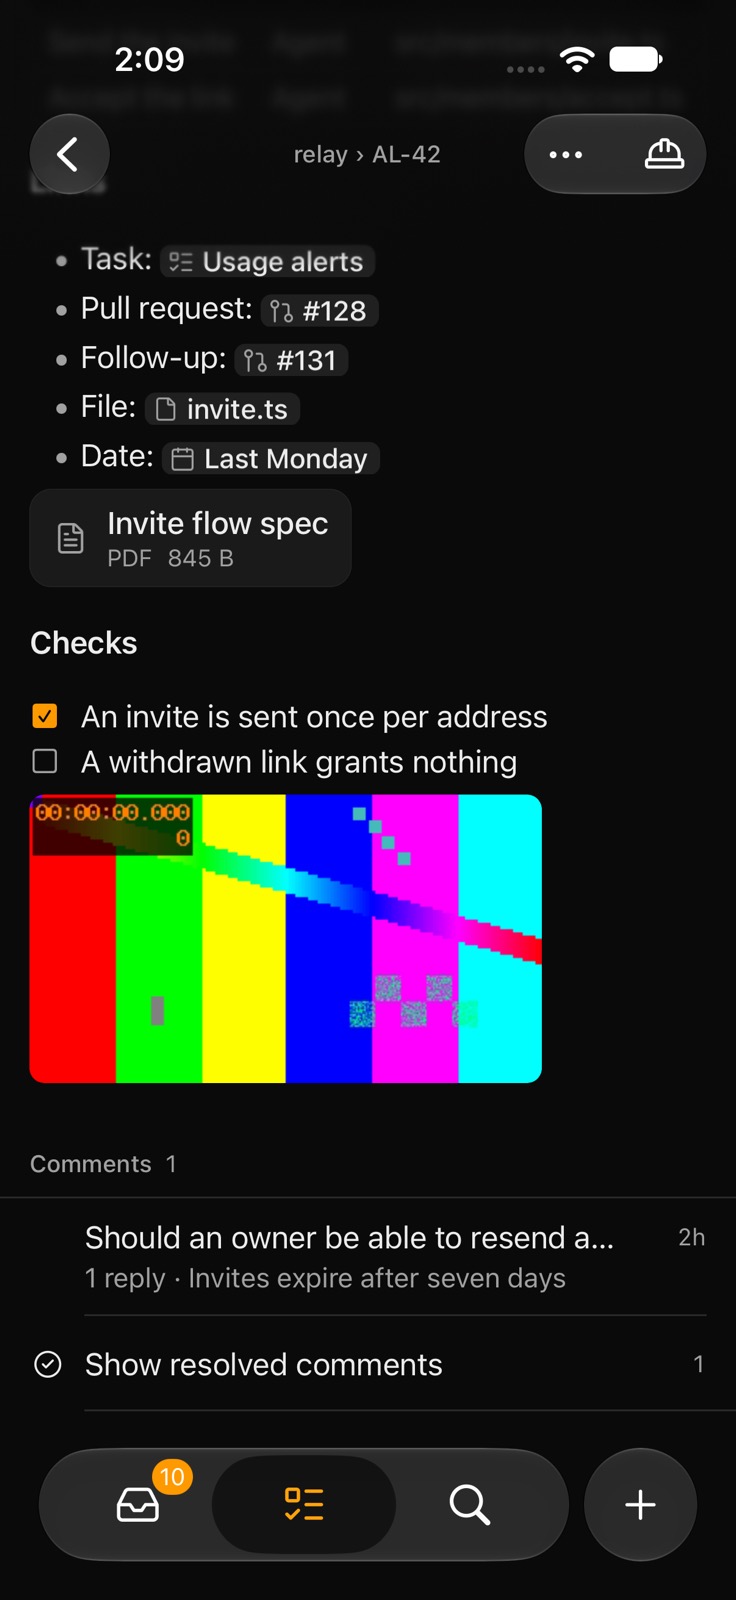 2:09
relay › AL-42
Task: Usage alerts
Pull request: #128
Follow-up: #131
File: invite.ts
Date: Last Monday
Invite flow spec
PDF 845 B
Checks
An invite is sent once per address
A withdrawn link grants nothing
00:00:00.000
0
Comments 1
Should an owner be able to resend a... 2h
1 reply · Invites expire after seven days
Show resolved comments 1
10